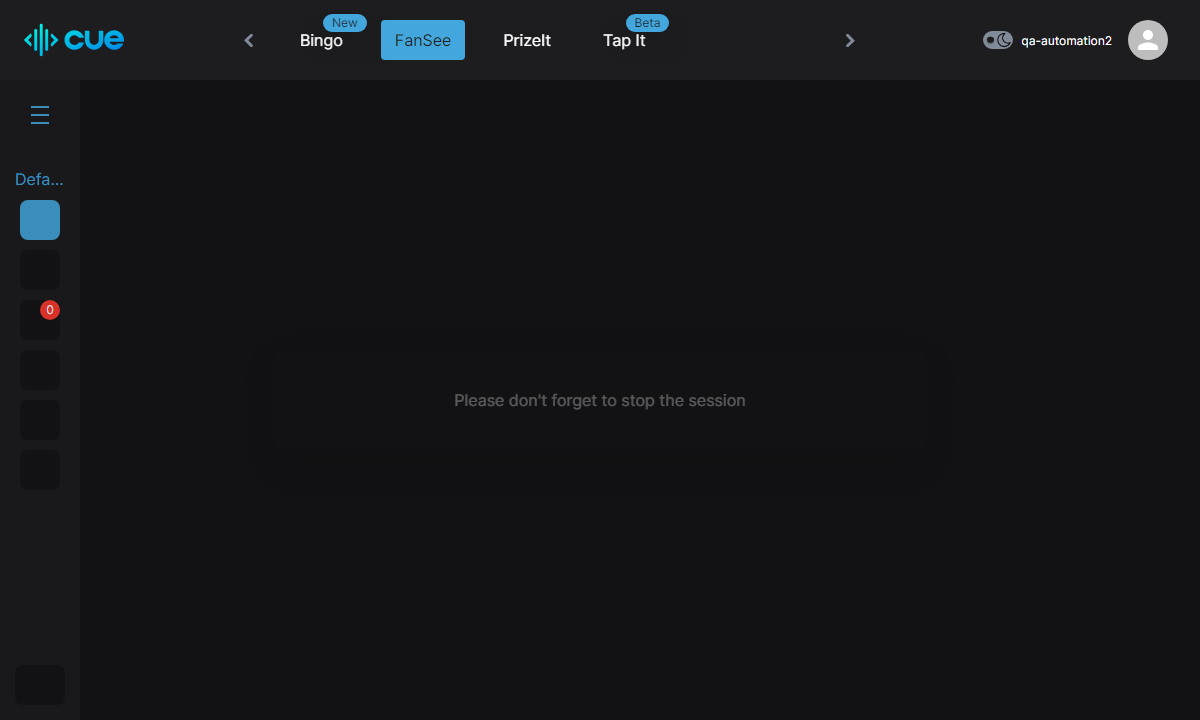 cue
New
Bingo
FanSee
PrizeIt
Beta
Tap It
qa-automation2
Defa...
0
Please don't forget to stop the session